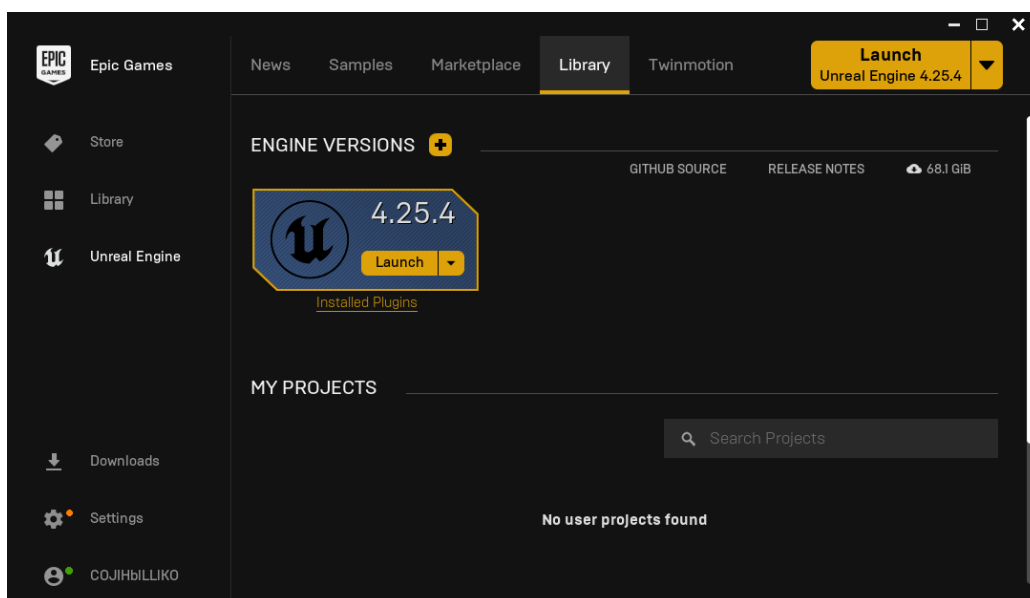 EPIC
GAMES
Epic Games
News
Samples
Marketplace
Library
Twinmotion
Launch
Unreal Engine 4.25.4
Store
Library
Unreal Engine
ENGINE VERSIONS
GITHUB SOURCE
RELEASE NOTES
68.1 GiB
4.25.4
Launch
Installed Plugins
MY PROJECTS
Search Projects
No user projects found
Downloads
Settings
COJIHbILLIKO